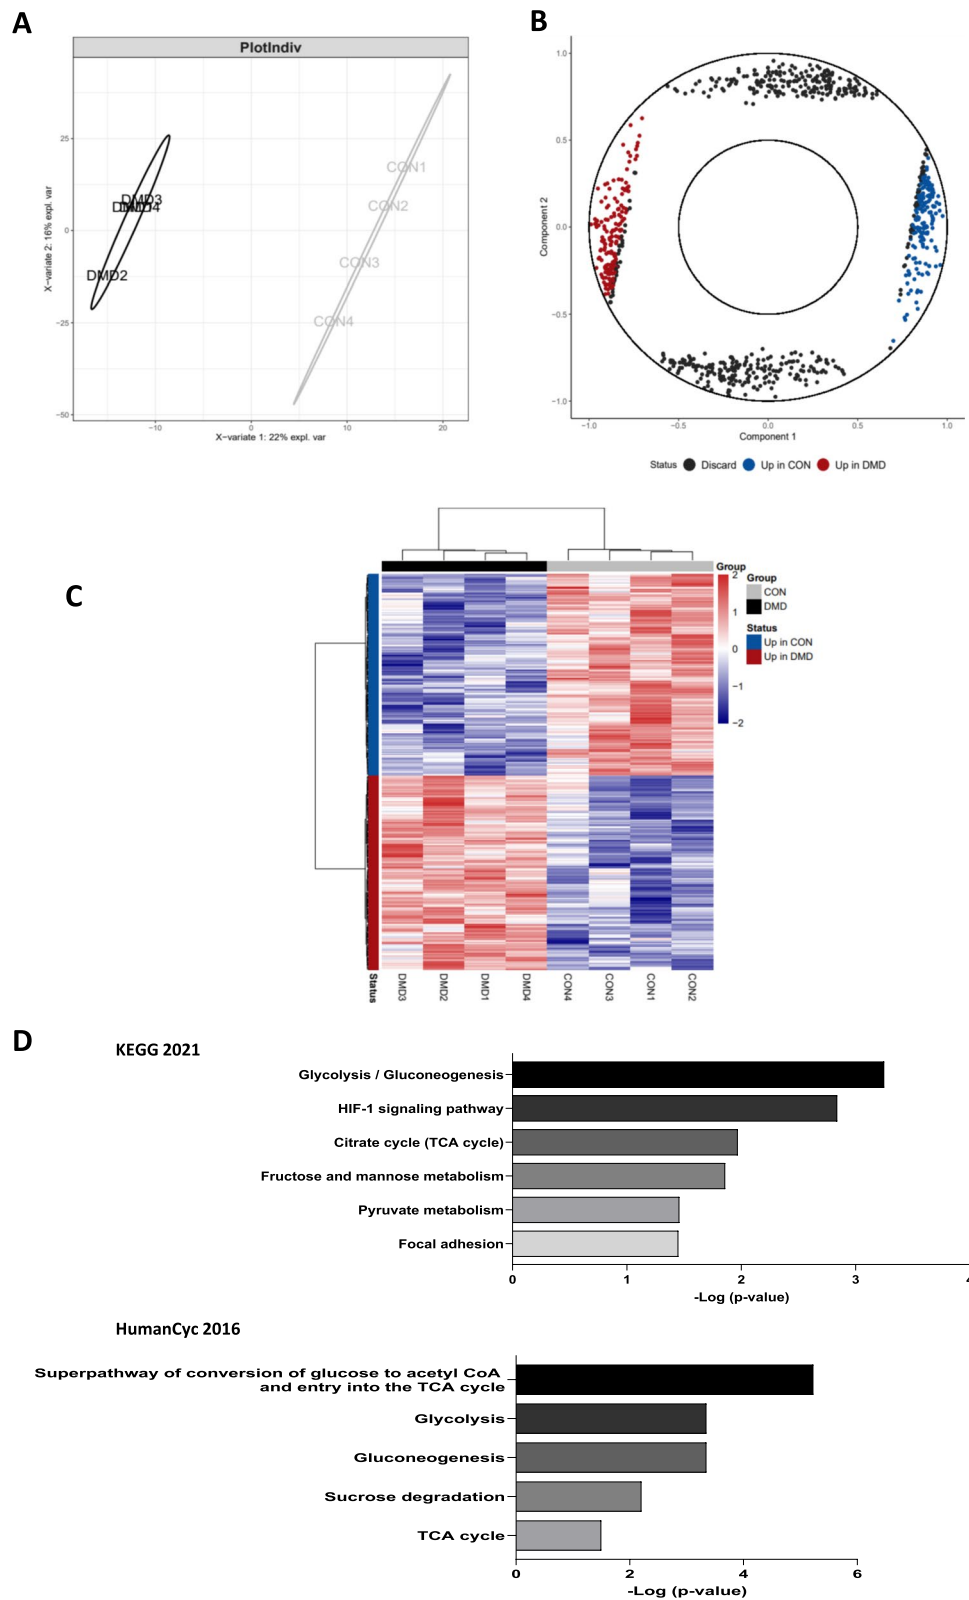 A
PlotIndiv
X−variate 2: 16% expl. var
25
0
−25
−50
CON1
CON2
CON3
CON4
DMD3
DMD4
DMD2
−10
0
10
20
X−variate 1: 22% expl. var
B
Component 2
1.0
0.5
0.0
−0.5
−1.0
−1.0
−0.5
0.0
0.5
1.0
Component 1
Status
Discard
Up in CON
Up in DMD
C
Group
2
1
0
−1
−2
Group
CON
DMD
Status
Up in CON
Up in DMD
Status
DMD3
DMD2
DMD1
DMD4
CON4
CON3
CON1
CON2
D
KEGG 2021
Glycolysis / Gluconeogenesis
HIF-1 signaling pathway
Citrate cycle (TCA cycle)
Fructose and mannose metabolism
Pyruvate metabolism
Focal adhesion
0
1
2
3
-Log (p-value)
HumanCyc 2016
Superpathway of conversion of glucose to acetyl CoA
and entry into the TCA cycle
Glycolysis
Gluconeogenesis
Sucrose degradation
TCA cycle
0
2
4
6
-Log (p-value)